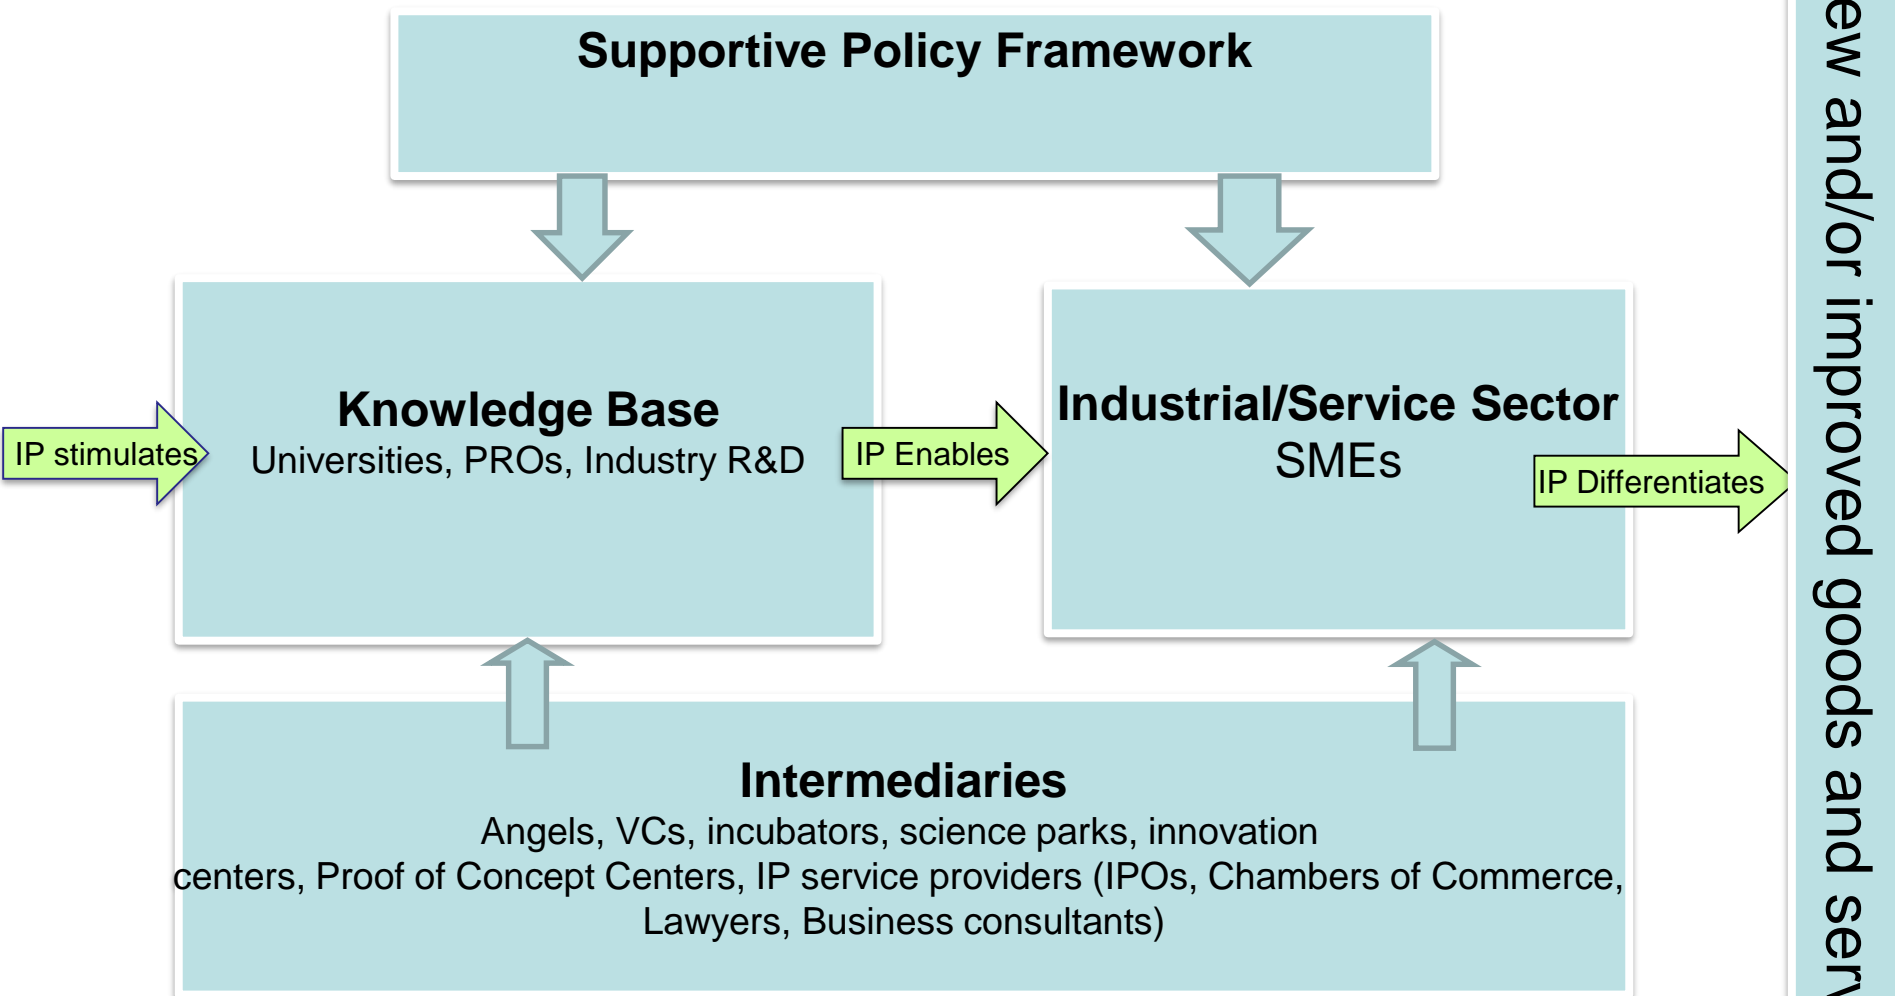 Supportive Policy Framework
IP stimulates
Knowledge Base
Universities, PROs, Industry R&D
IP Enables
Industrial/Service Sector
SMEs
IP Differentiates
Intermediaries
Angels, VCs, incubators, science parks, innovation
centers, Proof of Concept Centers, IP service providers (IPOs, Chambers of Commerce,
Lawyers, Business consultants)
and/or improved goods and